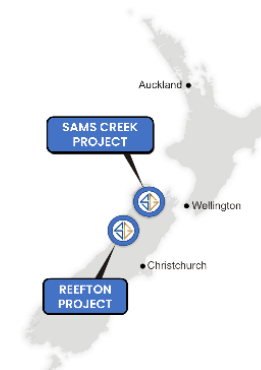 Auckland
SAMS CREEK
PROJECT
Wellington
Christchurch
REEFTON
PROJECT